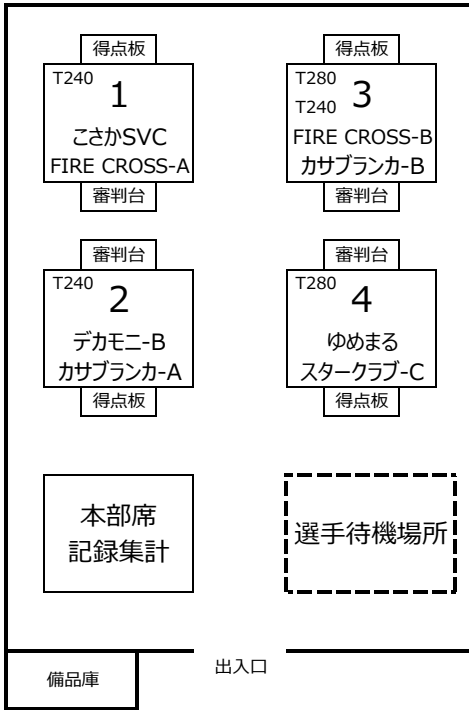 得点板
T240
1
こさかSVC
FIRE CROSS-A
審判台
得点板
T280
T240
3
FIRE CROSS-B
カサブランカ-B
審判台
審判台
T240
2
デカモニ-B
カサブランカ-A
得点板
審判台
T280
4
ゆめまる
スタークラブ-C
得点板
本部席
記録集計
選手待機場所
備品庫
出入口